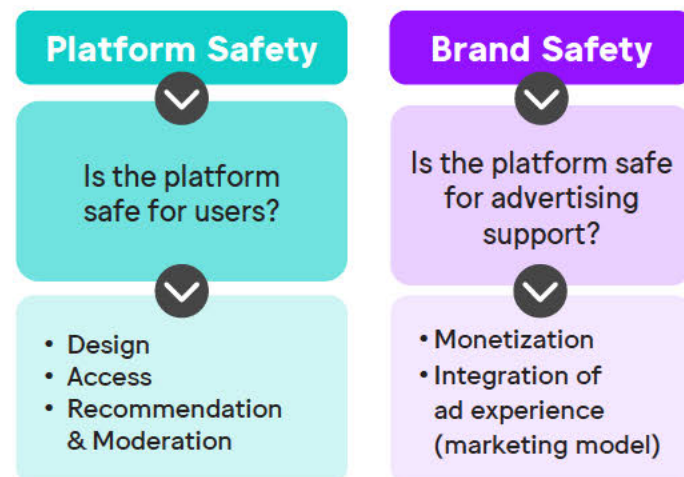 Platform Safety
Is the platform
safe for users?
• Design
• Access
• Recommendation
& Moderation
Brand Safety
Is the platform safe
for advertising
support?
• Monetization
• Integration of
ad experience
(marketing model)